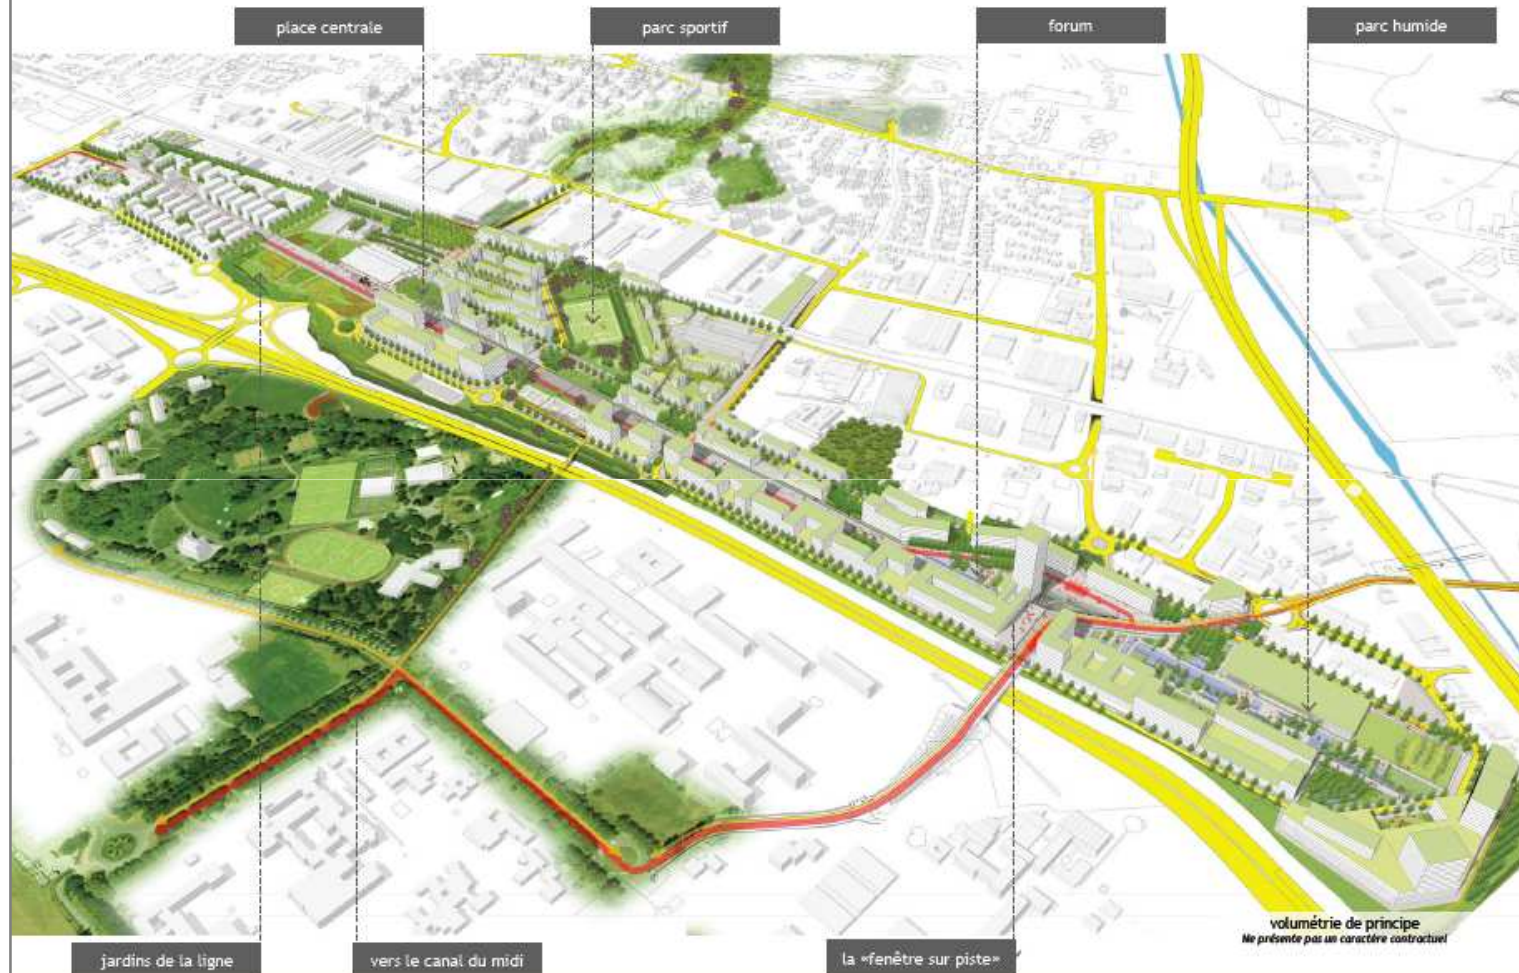 place centrale
parc sportif
forum
parc humide
volumétrie de principe
Ne présente pas un caractère contractuel
jardins de la ligne
vers le canal du midi
la «fenêtre sur piste»